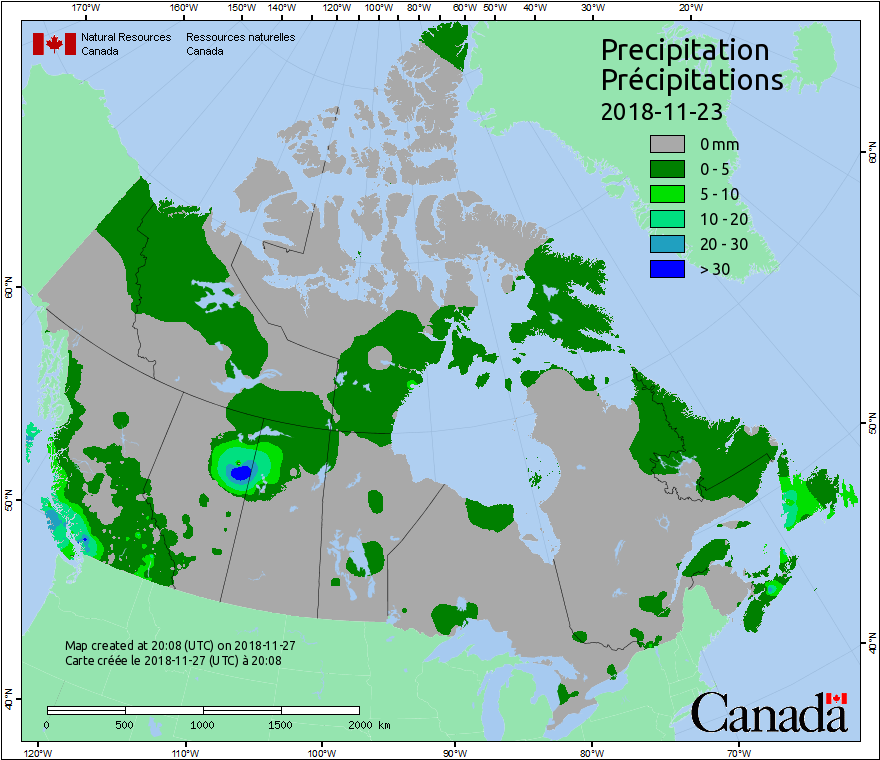 170°W 160°W 150°W 140°W 120°W 100°W 80°W 60°W 50°W 40°W 30°W 20°W
Natural Resources Ressources naturelles
Canada Canada
Precipitation
Précipitations
2018-11-23
0 mm
0 - 5
5 - 10
10 - 20
20 - 30
> 30
60°N 60°N
50°N 50°N
40°N 40°N
Map created at 20:08 (UTC) on 2018-11-27
Carte créée le 2018-11-27 (UTC) à 20:08
0 500 1000 1500 2000 km
Canada
120°W 110°W 100°W 90°W 80°W 70°W